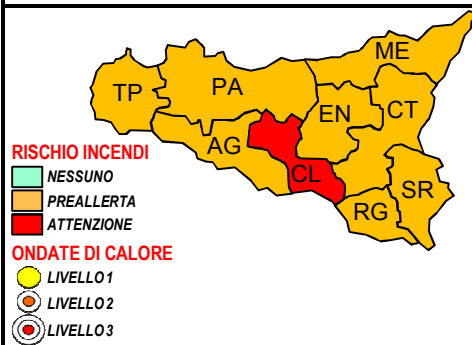 ME
PA
TP
EN
CT
AG
CL
SR
RG
RISCHIO INCENDI
NESSUNO
PREALLERTA
ATTENZIONE
ONDATE DI CALORE
LIVELLO 1
LIVELLO 2
LIVELLO 3